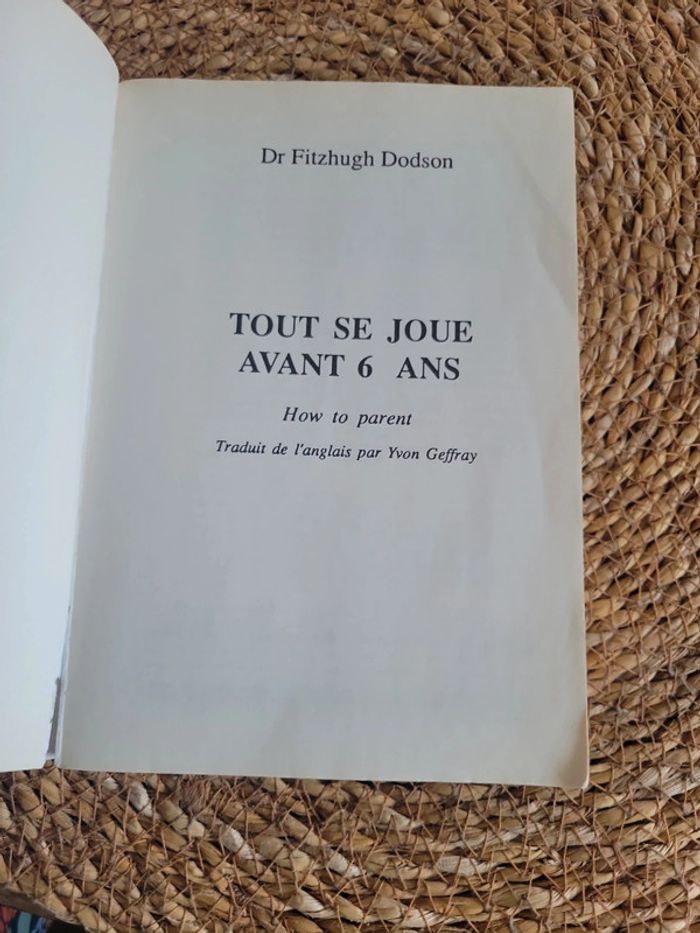 Dr Fitzhugh Dodson
TOUT SE JOUE
AVANT 6 ANS
How to parent
Traduit de l'anglais par Yvon Geffray